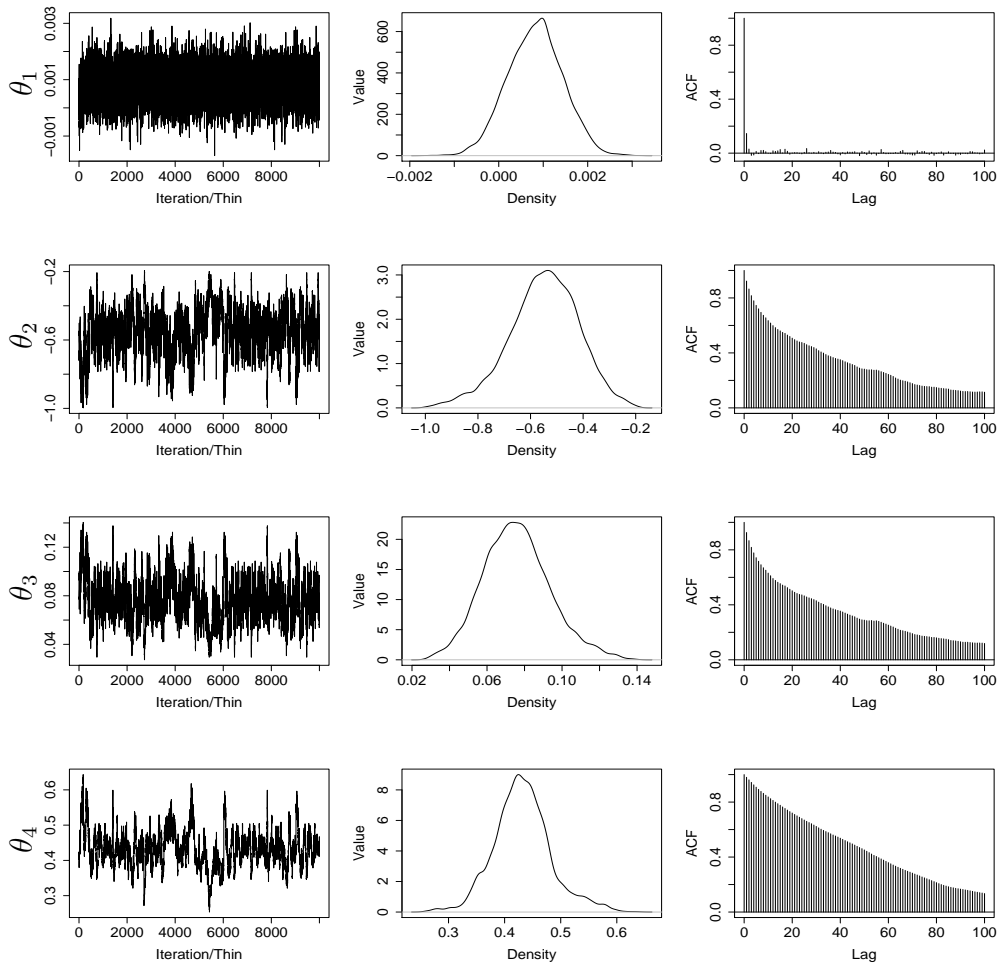 θ1
0.003
0.001
−0.001
0 2000 4000 6000 8000
Iteration/Thin
Value
600
400
200
0
−0.002 0.000 0.002
Density
ACF
0.8
0.4
0.0
0 20 40 60 80 100
Lag
θ2
−0.2
−0.6
−1.0
0 2000 4000 6000 8000
Iteration/Thin
Value
3.0
2.0
1.0
0.0
−1.0 −0.8 −0.6 −0.4 −0.2
Density
ACF
0.8
0.4
0.0
0 20 40 60 80 100
Lag
θ3
0.12
0.08
0.04
0 2000 4000 6000 8000
Iteration/Thin
Value
20
15
10
5
0
0.02 0.06 0.10 0.14
Density
ACF
0.8
0.4
0.0
0 20 40 60 80 100
Lag
θ4
0.6
0.5
0.4
0.3
0 2000 4000 6000 8000
Iteration/Thin
Value
8
6
4
2
0
0.3 0.4 0.5 0.6
Density
ACF
0.8
0.4
0.0
0 20 40 60 80 100
Lag